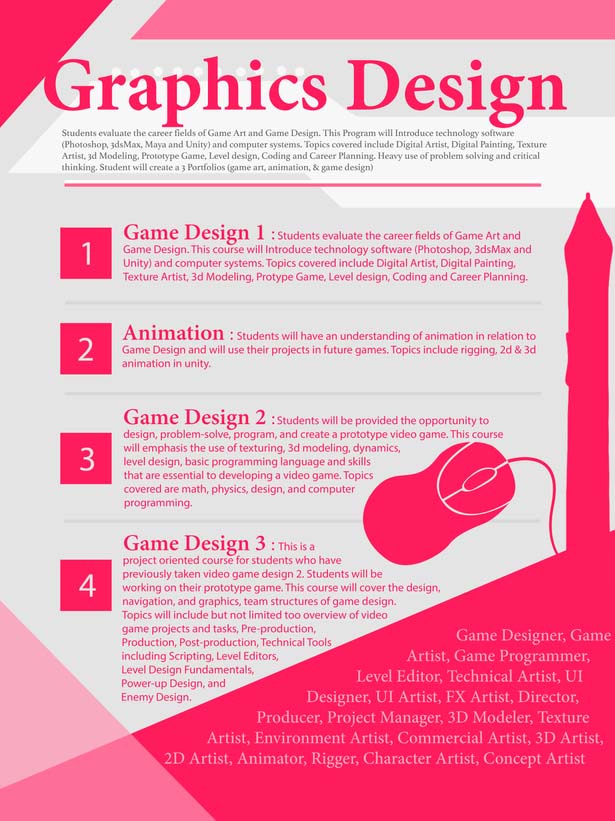 Graphics Design
Students evaluate the career fields of Game Art and Game Design. This Program will Introduce technology software
(Photoshop, 3dsMax, Maya and Unity) and computer systems. Topics covered include Digital Artist, Digital Painting, Texture
Artist, 3d Modeling, Prototype Game, Level design, Coding and Career Planning. Heavy use of problem solving and critical
thinking. Student will create a 3 Portfolios (game art, animation, & game design)
1
Game Design 1 : Students evaluate the career fields of Game Art and
Game Design. This course will Introduce technology software (Photoshop, 3dsMax and
Unity) and computer systems. Topics covered include Digital Artist, Digital Painting,
Texture Artist, 3d Modeling, Protype Game, Level design, Coding and Career Planning.
2
Animation : Students will have an understanding of animation in relation to
Game Design and will use their projects in future games. Topics include rigging, 2d & 3d
animation in unity.
3
Game Design 2 : Students will be provided the opportunity to
design, problem-solve, program, and create a prototype video game. This course
will emphasis the use of texturing, 3d modeling, dynamics,
level design, basic programming language and skills
that are essential to developing a video game. Topics
covered are math, physics, design, and computer
programming.
4
Game Design 3 : This is a
project oriented course for students who have
previously taken video game design 2. Students will be
working on their prototype game. This course will cover the design,
navigation, and graphics, team structures of game design.
Topics will include but not limited too overview of video
game projects and tasks, Pre-production,
Production, Post-production, Technical Tools
including Scripting, Level Editors,
Level Design Fundamentals,
Power-up Design, and
Enemy Design.
Game Designer, Game
Artist, Game Programmer,
Level Editor, Technical Artist, UI
Designer, UI Artist, FX Artist, Director,
Producer, Project Manager, 3D Modeler, Texture
Artist, Environment Artist, Commercial Artist, 3D Artist,
2D Artist, Animator, Rigger, Character Artist, Concept Artist